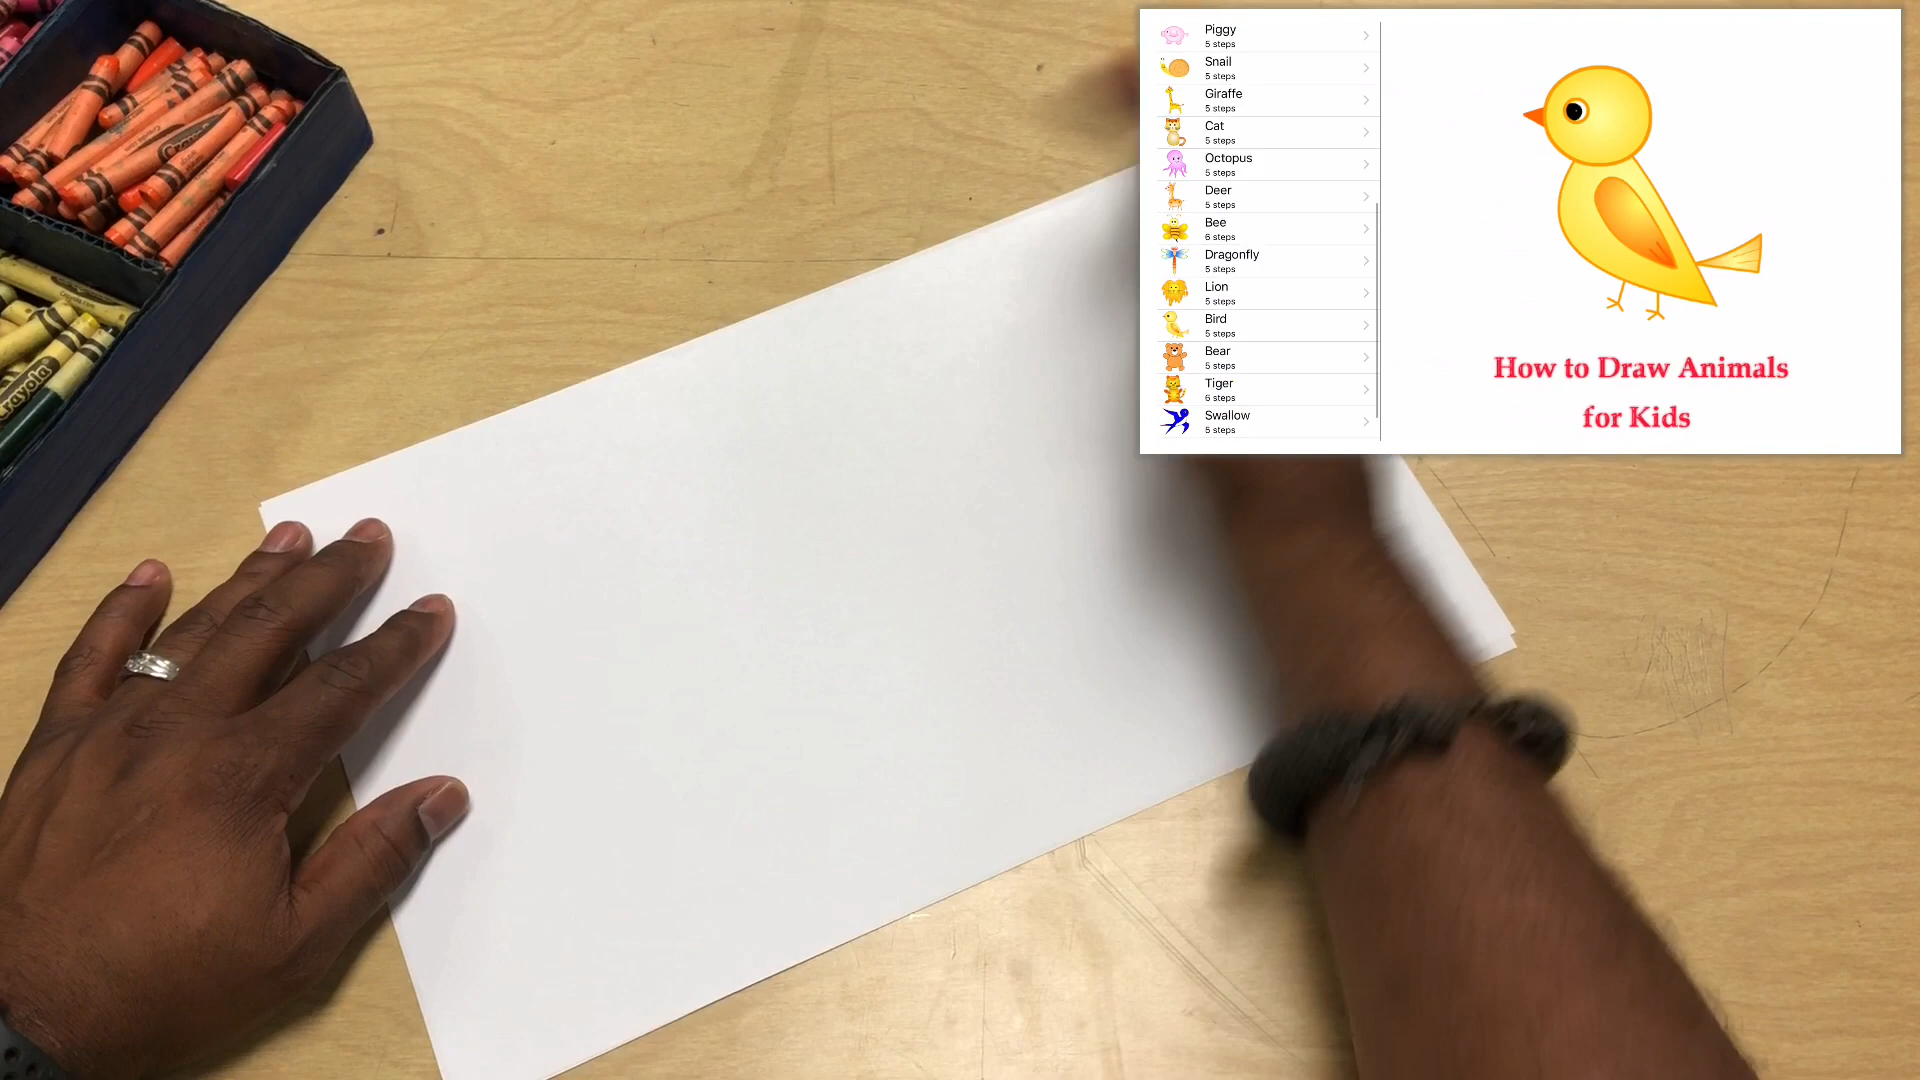 Piggy
5 steps
Snail
5 steps
Giraffe
5 steps
Cat
5 steps
Octopus
5 steps
Deer
5 steps
Bee
6 steps
Dragonfly
5 steps
Lion
5 steps
Bird
5 steps
Bear
5 steps
Tiger
6 steps
Swallow
5 steps
How to Draw Animals
for Kids
Crayola
Crayola